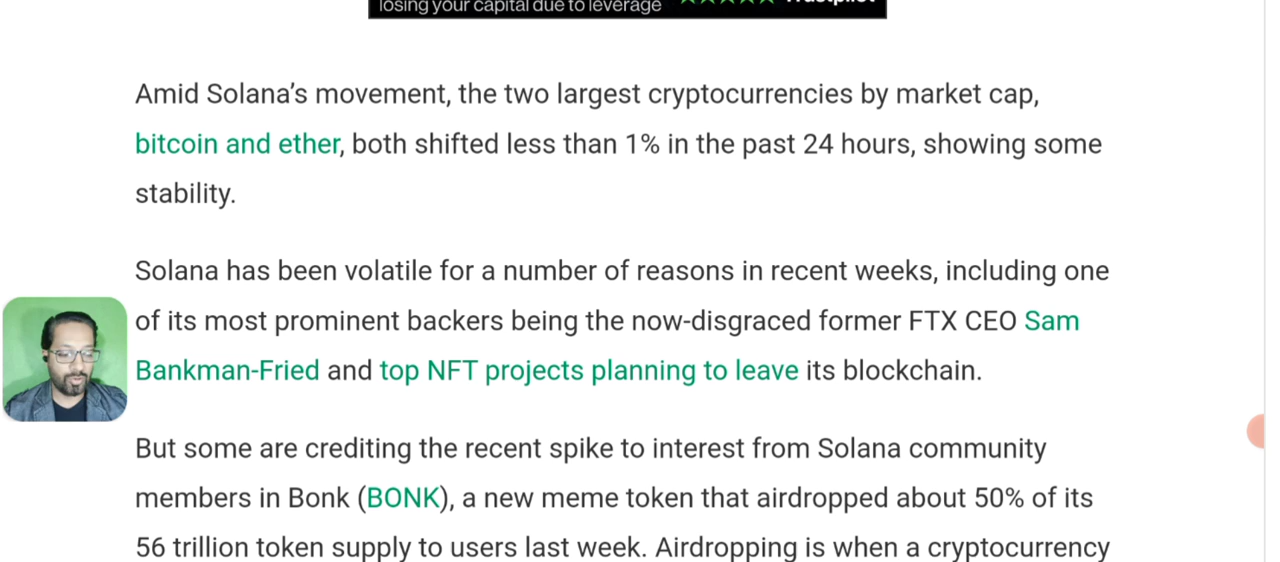 losing your capital due to leverage Trustpilot
Amid Solana’s movement, the two largest cryptocurrencies by market cap,
bitcoin and ether, both shifted less than 1% in the past 24 hours, showing some
stability.
Solana has been volatile for a number of reasons in recent weeks, including one
of its most prominent backers being the now-disgraced former FTX CEO Sam
Bankman-Fried and top NFT projects planning to leave its blockchain.
But some are crediting the recent spike to interest from Solana community
members in Bonk (BONK), a new meme token that airdropped about 50% of its
56 trillion token supply to users last week. Airdropping is when a cryptocurrency